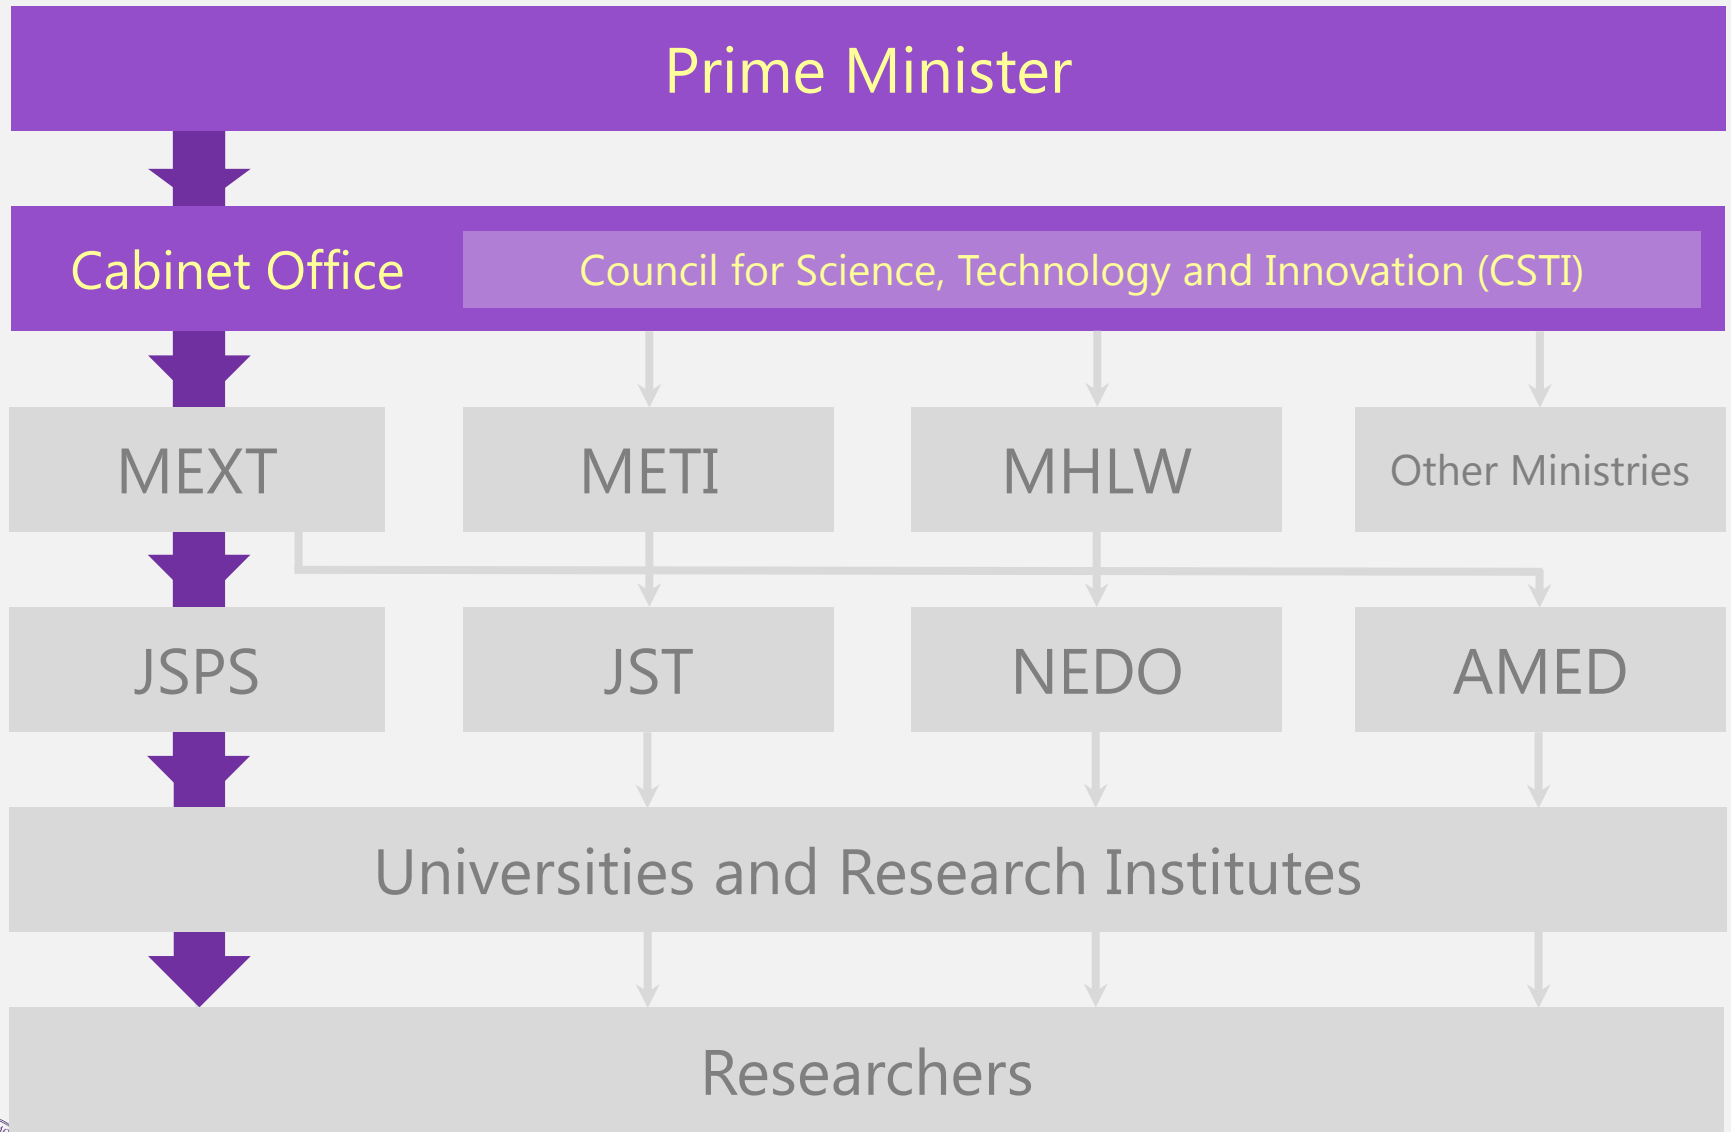 Prime Minister
Cabinet Office
Council for Science, Technology and Innovation (CSTI)
MEXT
METI
MHLW
Other Ministries
JSPS
JST
NEDO
AMED
Universities and Research Institutes
Researchers